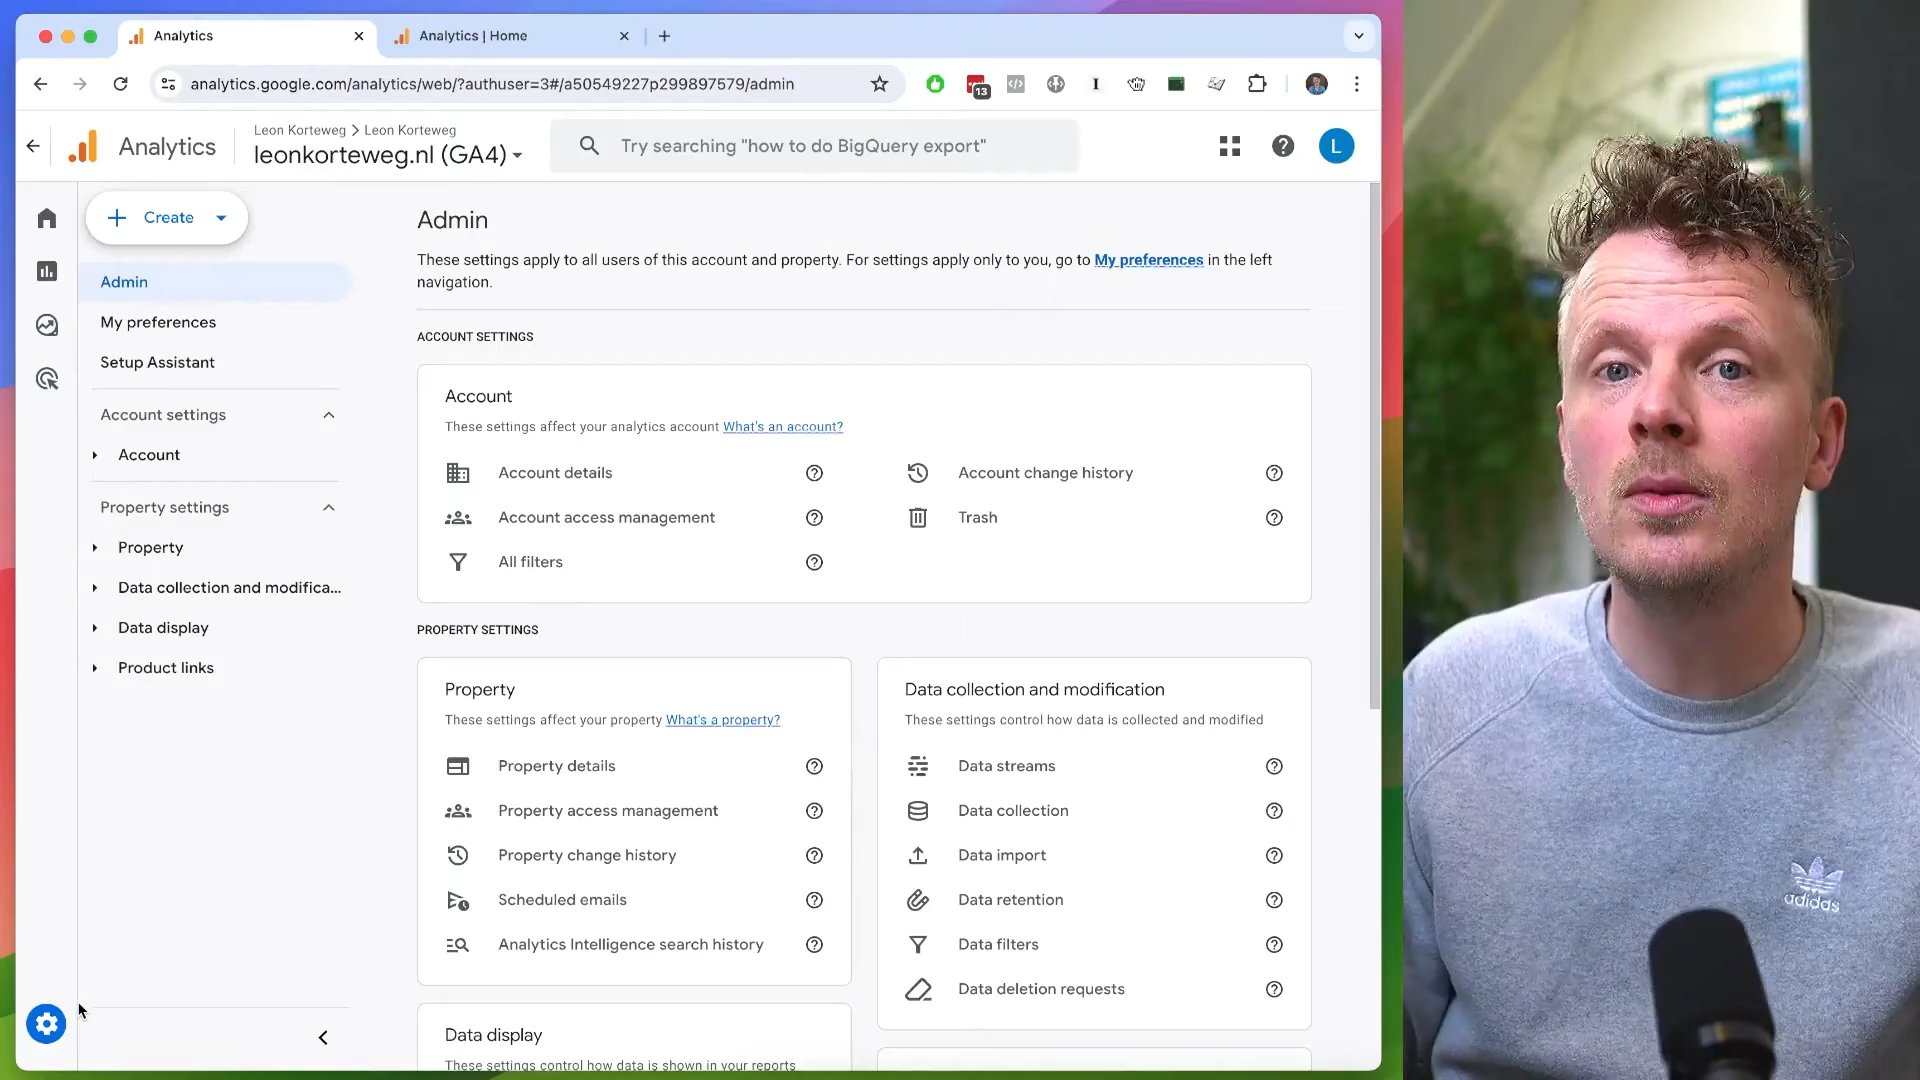 Analytics
Analytics | Home
analytics.google.com/analytics/web/?authuser=3#/a50549227p299897579/admin
13
Analytics
Leon Korteweg > Leon Korteweg
leonkorteweg.nl (GA4)
Try searching "how to do BigQuery export"
L
Create
Admin
My preferences
Setup Assistant
Account settings
Account
Property settings
Property
Data collection and modifica...
Data display
Product links
Admin
These settings apply to all users of this account and property. For settings apply only to you, go to My preferences in the left
navigation.
ACCOUNT SETTINGS
Account
These settings affect your analytics account What's an account?
Account details
Account change history
Account access management
Trash
All filters
PROPERTY SETTINGS
Property
These settings affect your property What's a property?
Property details
Property access management
Property change history
Scheduled emails
Analytics Intelligence search history
Data collection and modification
These settings control how data is collected and modified
Data streams
Data collection
Data import
Data retention
Data filters
Data deletion requests
Data display
These settings control how data is shown in your reports
adidas